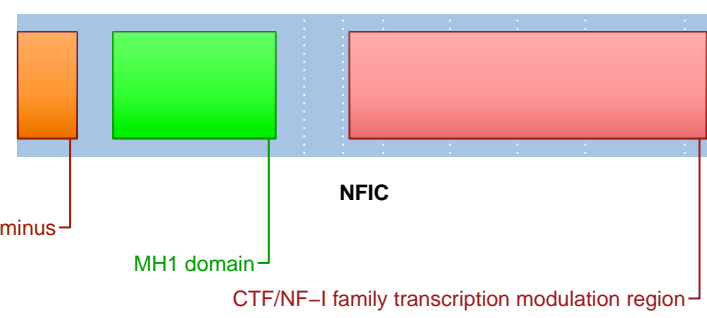 NFIC
minus
MH1 domain
CTF/NF−I family transcription modulation region